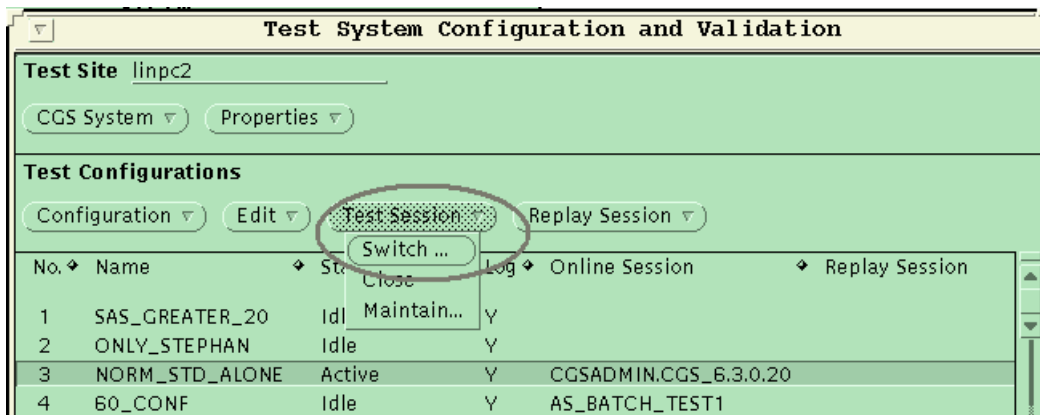 Test System Configuration and Validation
Test Site linpc2
CGS System Properties
Test Configurations
Configuration Edit Test Session Replay Session
Switch ...
No. Name Log Online Session Replay Session
Close
Maintain...
1 SAS_GREATER_20 Y
2 ONLY_STEPHAN Idle Y
3 NORM_STD_ALONE Active Y CGSADMIN.CGS_6.3.0.20
4 60_CONF Idle Y AS_BATCH_TEST1